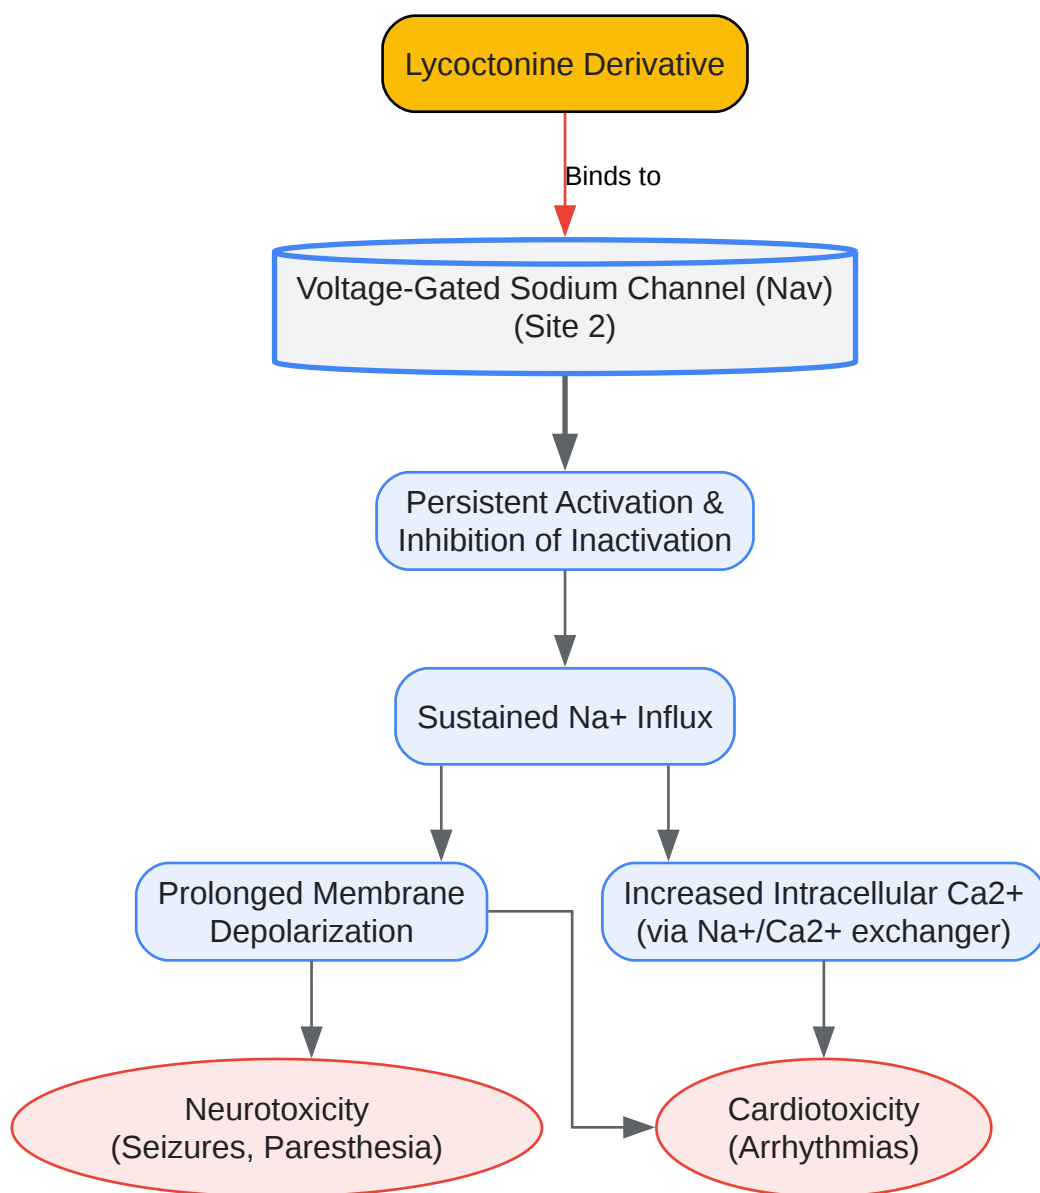 Lycoctonine Derivative
Binds to
Voltage-Gated Sodium Channel (Nav)
(Site 2)
Persistent Activation &
Inhibition of Inactivation
Sustained Na+ Influx
Prolonged Membrane
Depolarization
Increased Intracellular Ca2+
(via Na+/Ca2+ exchanger)
Neurotoxicity
(Seizures, Paresthesia)
Cardiotoxicity
(Arrhythmias)